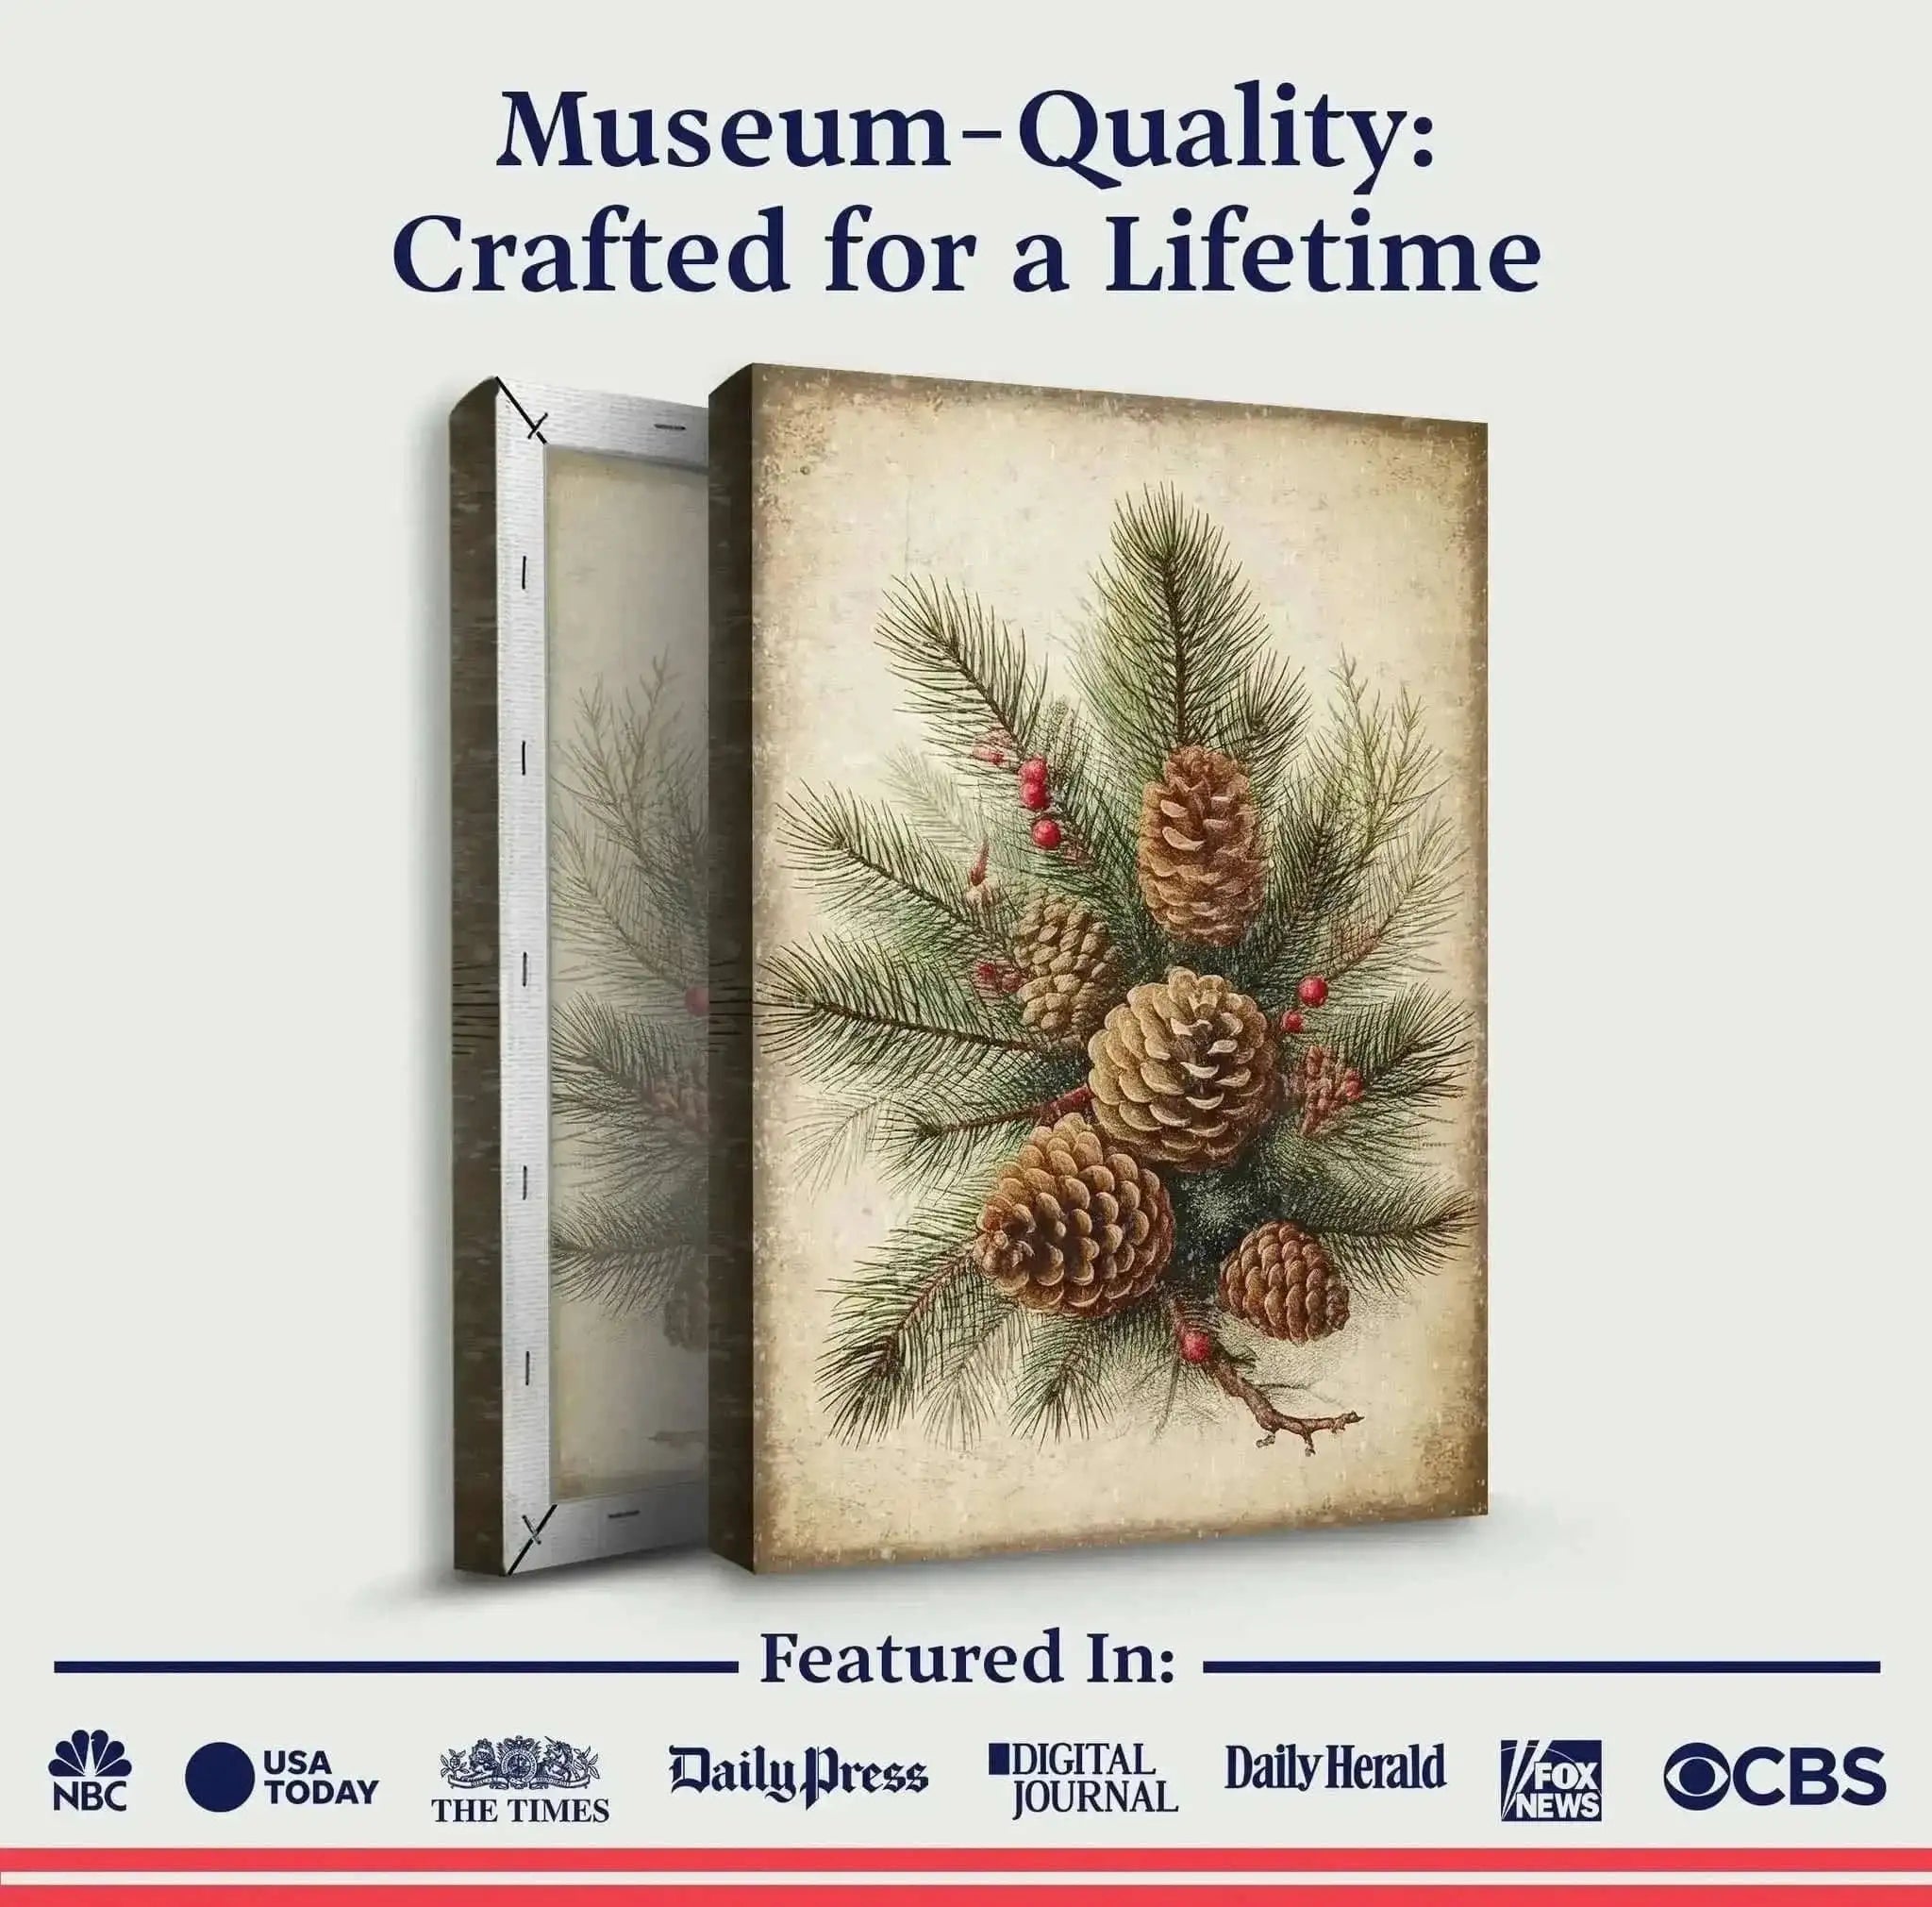 Museum-Quality:
Crafted for a Lifetime
Featured In:
NBC
USA
TODAY
THE TIMES
Daily Press
DIGITAL
JOURNAL
Daily Herald
FOX
NEWS
CBS